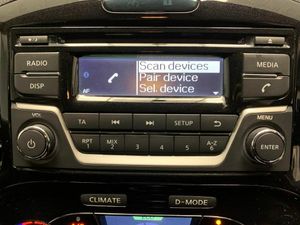 Scan devices
RADIO
Pair device
MEDIA
DISP
AF
Sel. device
VOL
TA
SETUP
MENU
RPT
MIX
2
3
4
5
A-Z
6
ENTER
CLIMATE
D-MODE